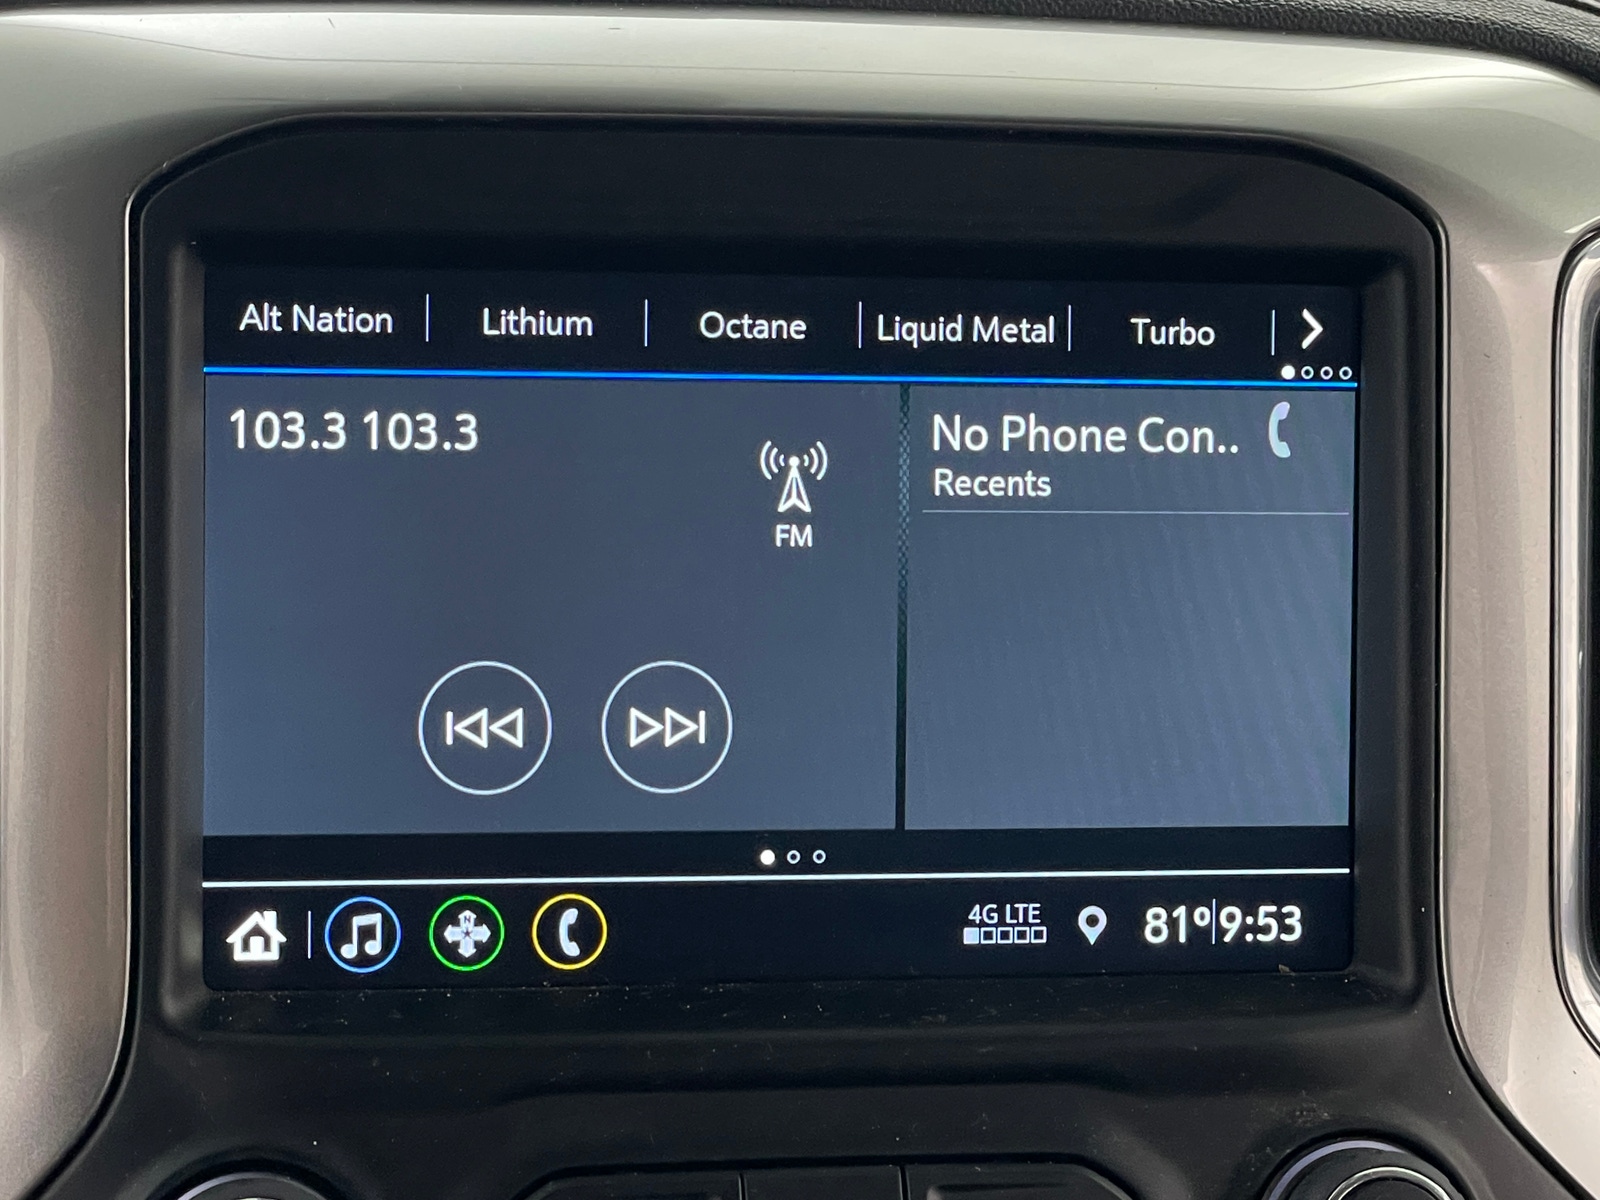 Alt Nation
Lithium
Octane
Liquid Metal
Turbo
103.3 103.3
FM
No Phone Con..
Recents
N
4G LTE
81° 9:53